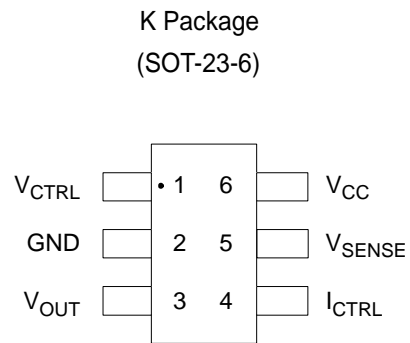 K Package
(SOT-23-6)
V_CTRL • 1 6 V_CC
GND 2 5 V_SENSE
V_OUT 3 4 I_CTRL